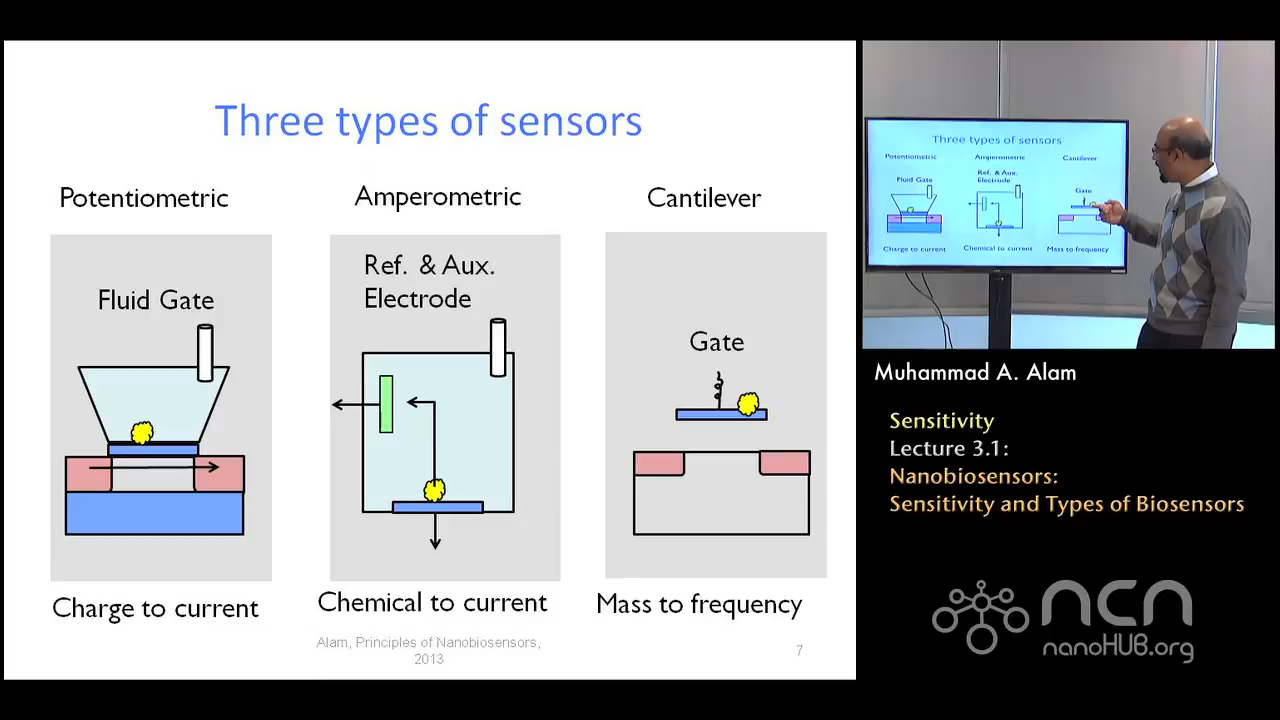 Three types of sensors
Potentiometric
Amperometric
Cantilever
Fluid Gate
Ref. & Aux.
Electrode
Gate
Charge to current
Chemical to current
Mass to frequency
Alam, Principles of Nanobiosensors,
2013
7
Three types of sensors
Potentiometric
Amperometric
Cantilever
Fluid Gate
Ref. & Aux.
Electrode
Gate
Charge to current
Chemical to current
Mass to frequency
Muhammad A. Alam
Sensitivity
Lecture 3.1:
Nanobiosensors:
Sensitivity and Types of Biosensors
ncn
nanoHUB.org